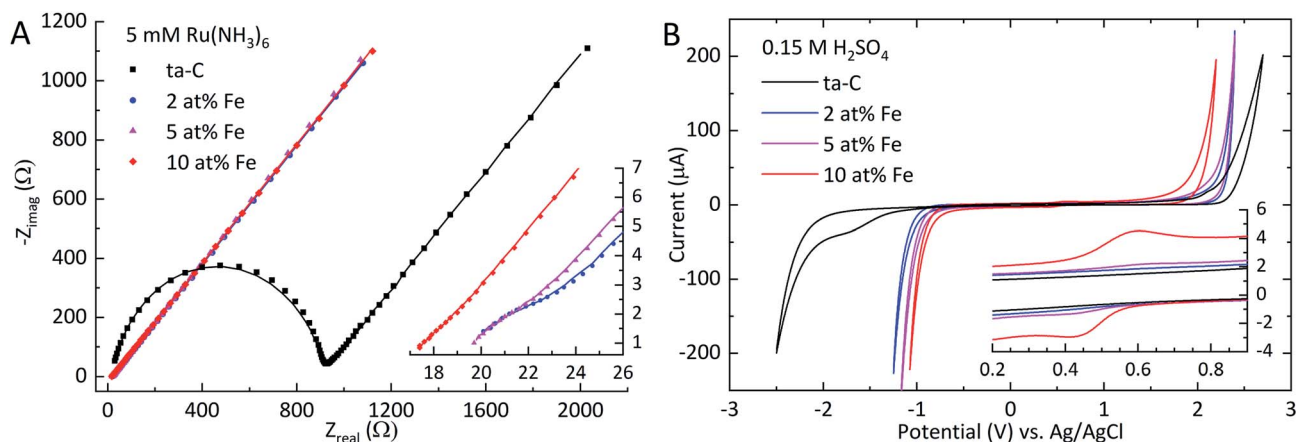 A
5 mM Ru(NH₃)₆
ta-C
2 at% Fe
5 at% Fe
10 at% Fe
-Z_imag (Ω)
1200
1000
800
600
400
200
0
0 400 800 1200 1600 2000
Z_real (Ω)
7
6
5
4
3
2
1
18 20 22 24 26
B
0.15 M H₂SO₄
ta-C
2 at% Fe
5 at% Fe
10 at% Fe
Current (μA)
200
100
0
-100
-200
-3 -2 -1 0 1 2 3
Potential (V) vs. Ag/AgCl
6
4
2
0
-2
-4
0.2 0.4 0.6 0.8